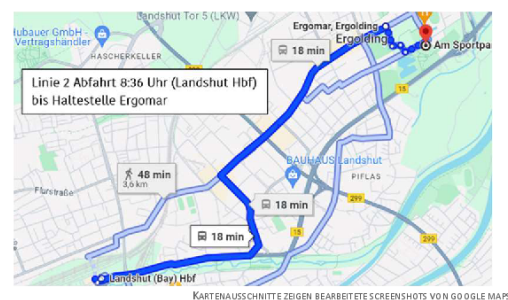 Landshut Tor 5 (LKW)
Hubauer GmbH -
Vertragshändler
HASCHERKELLER
Ergomar, Ergolding
Ergolding
Am Sportpa
18 min
15
Linie 2 Abfahrt 8:36 Uhr (Landshut Hbf)
bis Haltestelle Ergomar
BAUHAUS Landshut
48 min
3,6 km
PIFLAS
Flurstraße
18 min
299
18 min
15
299
Landshut (Bay) Hbf
KARTENAUSSCHNITTE ZEIGEN BEARBEITETE SCREENSHOTS VON GOOGLE MAPS